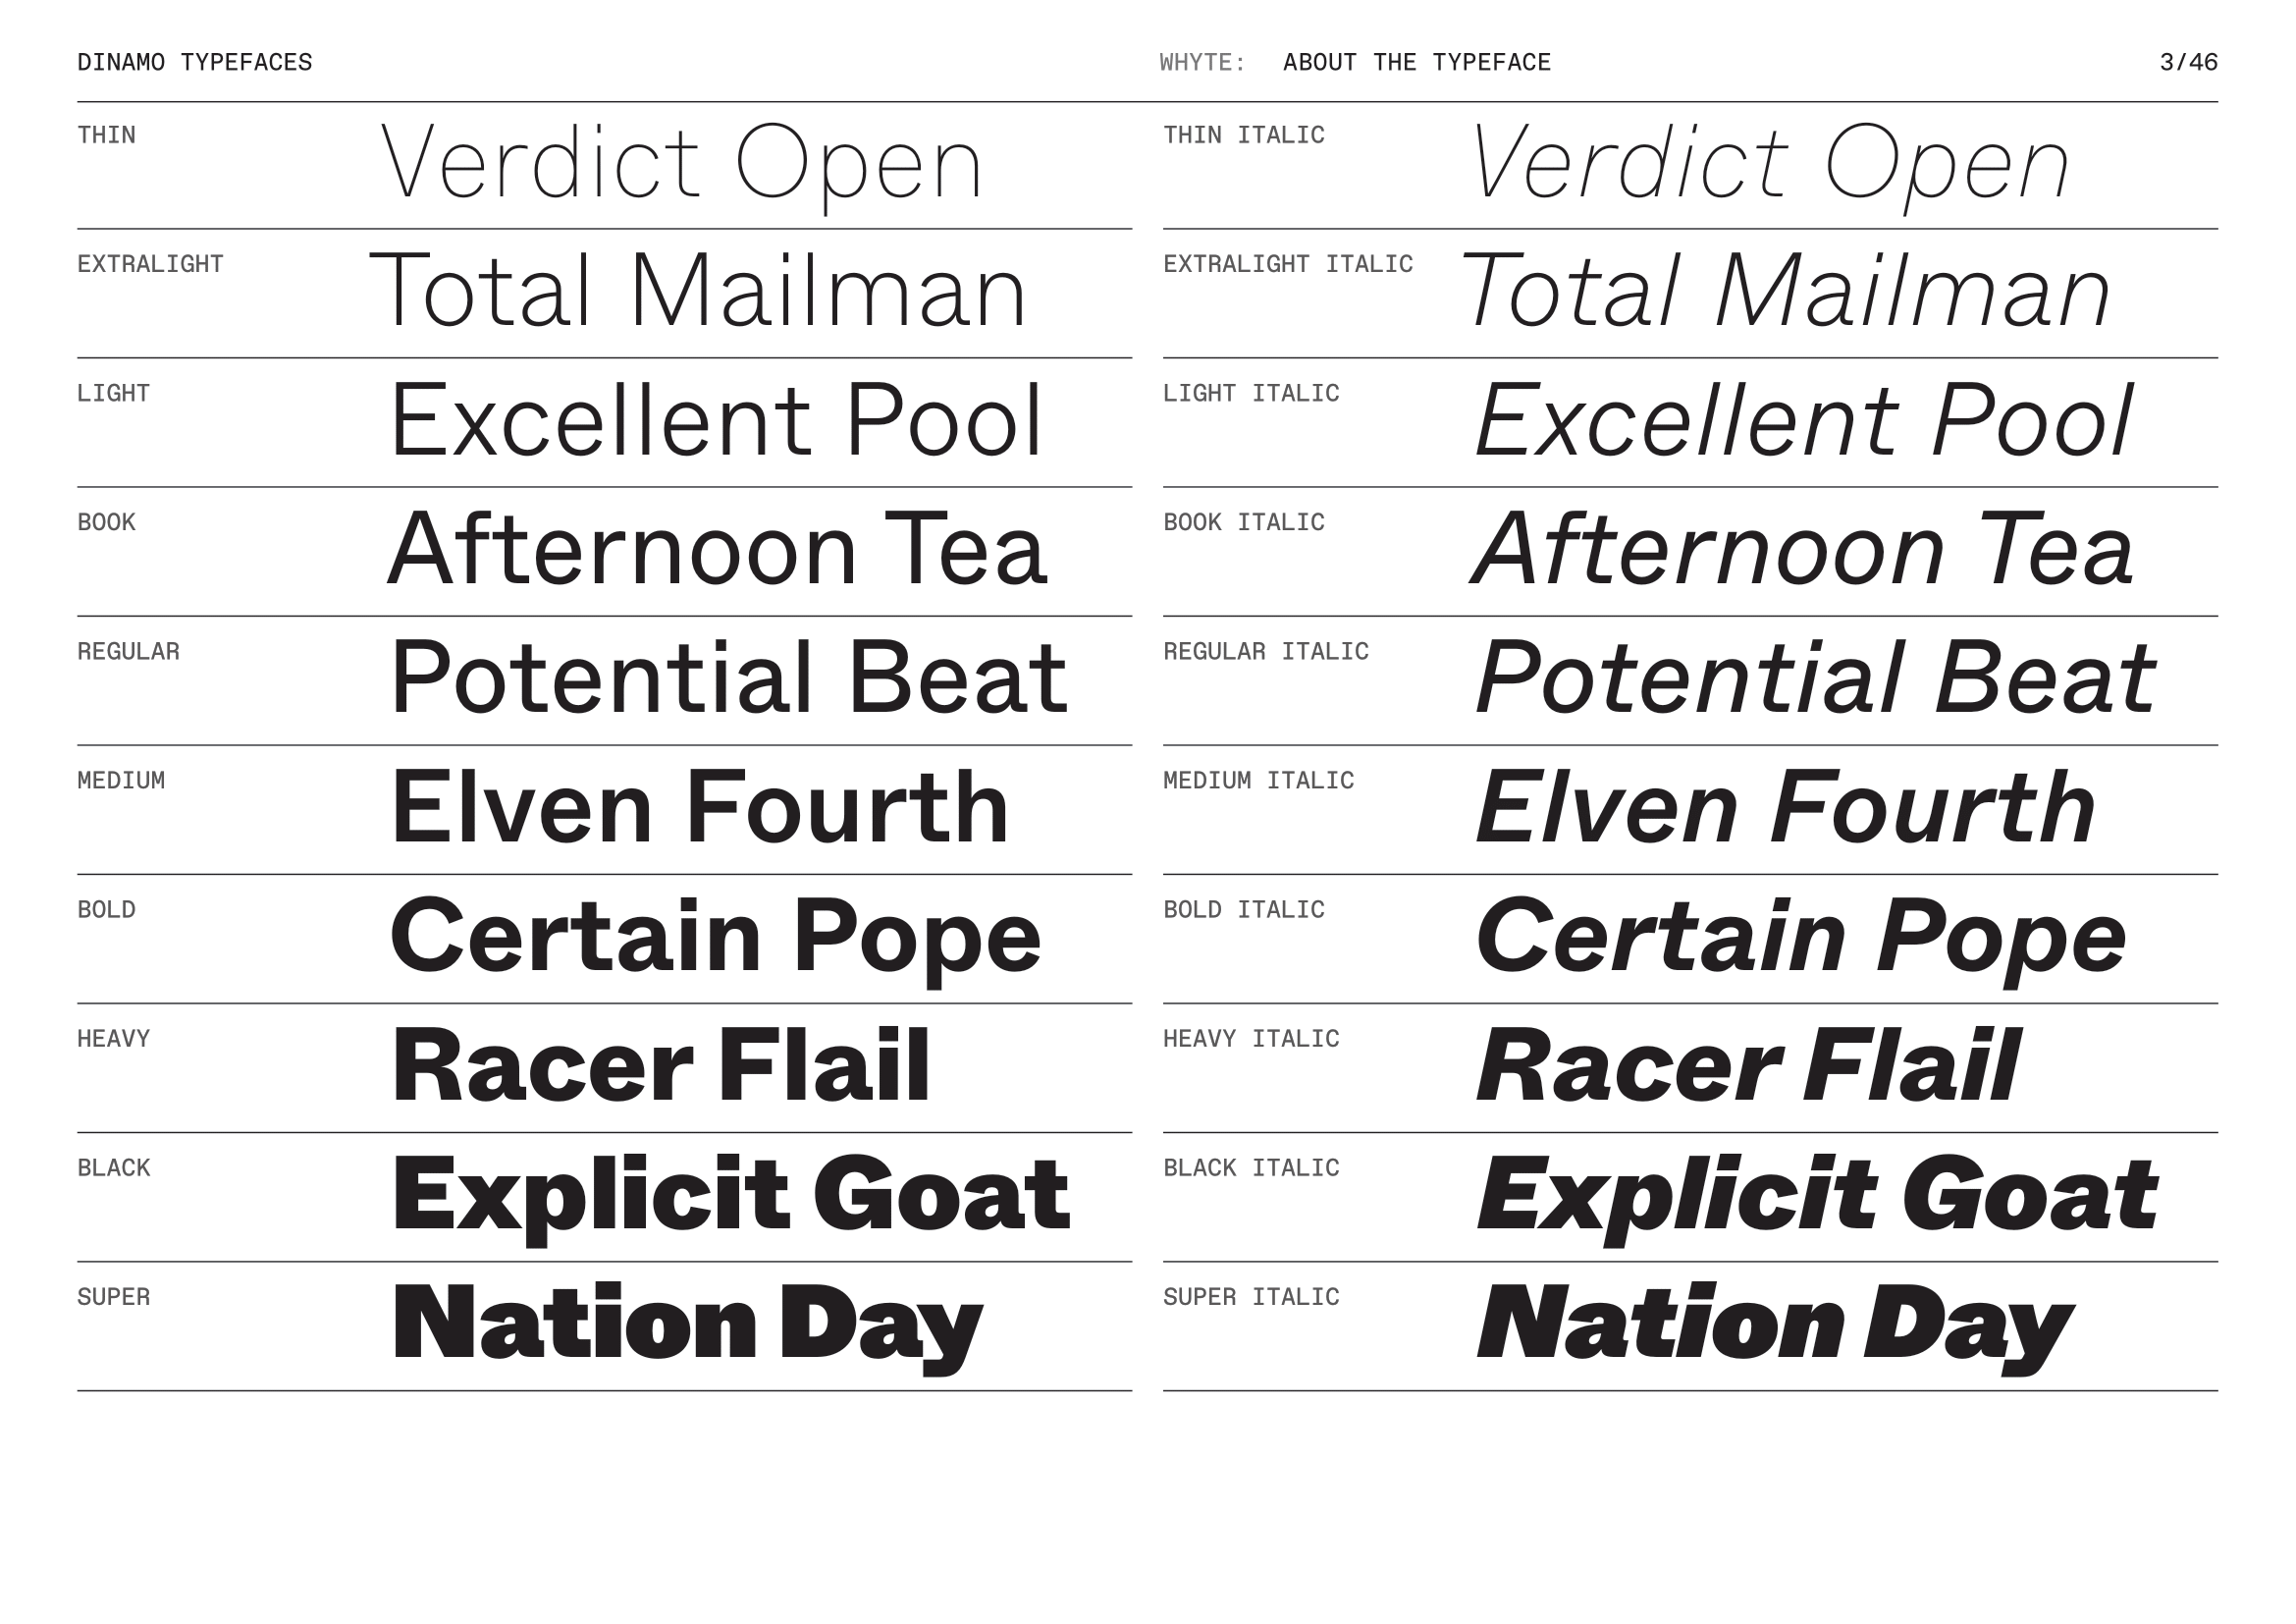 DINAMO TYPEFACES WHYTE: ABOUT THE TYPEFACE 3/46
THIN Verdict Open THIN ITALIC Verdict Open
EXTRALIGHT Total Mailman EXTRALIGHT ITALIC Total Mailman
LIGHT Excellent Pool LIGHT ITALIC Excellent Pool
BOOK Afternoon Tea BOOK ITALIC Afternoon Tea
REGULAR Potential Beat REGULAR ITALIC Potential Beat
MEDIUM Elven Fourth MEDIUM ITALIC Elven Fourth
BOLD Certain Pope BOLD ITALIC Certain Pope
HEAVY Racer Flail HEAVY ITALIC Racer Flail
BLACK Explicit Goat BLACK ITALIC Explicit Goat
SUPER Nation Day SUPER ITALIC Nation Day